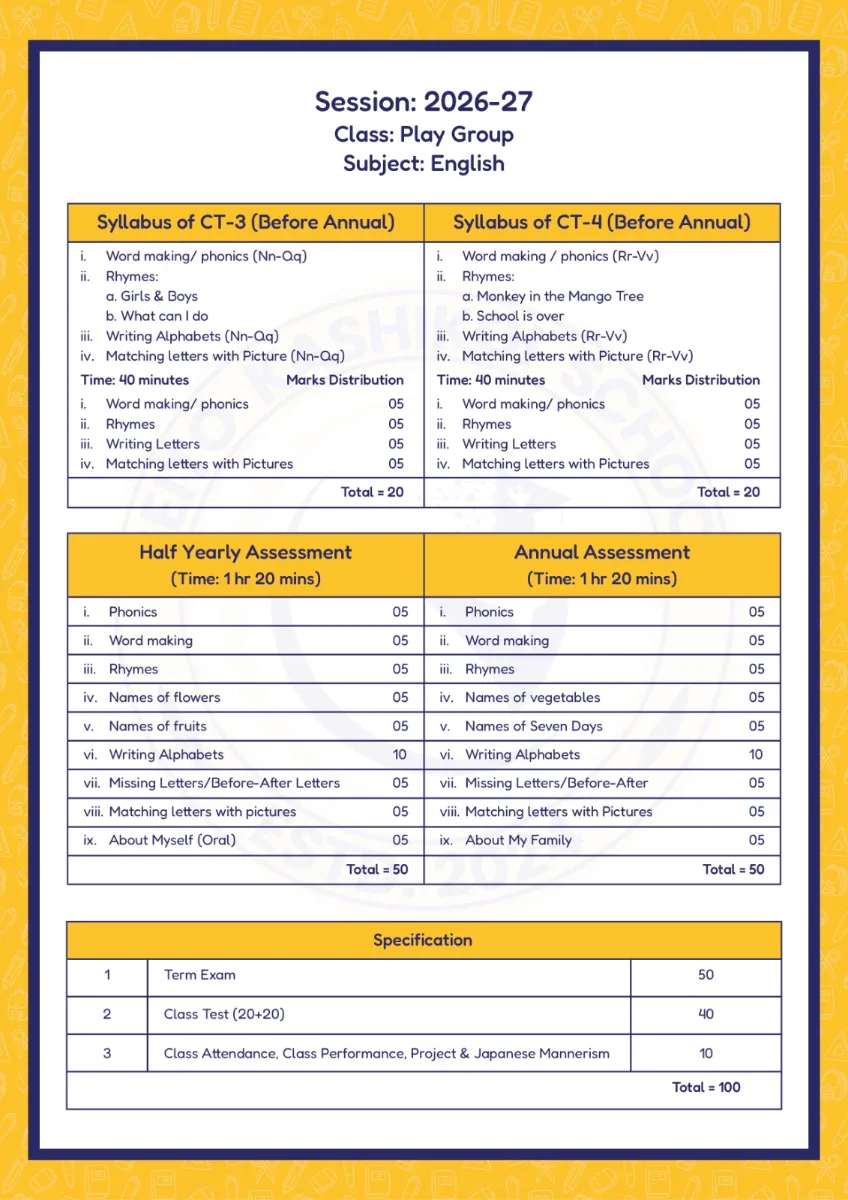 Session: 2026-27
Class: Play Group
Subject: English
Syllabus of CT-3 (Before Annual)
i. Word making/ phonics (Nn-Qq)
ii. Rhymes:
a. Girls & Boys
b. What can I do
iii. Writing Alphabets (Nn-Qq)
iv. Matching letters with Picture (Nn-Qq)
Time: 40 minutes Marks Distribution
i. Word making/ phonics 05
ii. Rhymes 05
iii. Writing Letters 05
iv. Matching letters with Pictures 05
Total = 20
Syllabus of CT-4 (Before Annual)
i. Word making / phonics (Rr-Vv)
ii. Rhymes:
a. Monkey in the Mango Tree
b. School is over
iii. Writing Alphabets (Rr-Vv)
iv. Matching letters with Picture (Rr-Vv)
Time: 40 minutes Marks Distribution
i. Word making/ phonics 05
ii. Rhymes 05
iii. Writing Letters 05
iv. Matching letters with Pictures 05
Total = 20
Half Yearly Assessment
(Time: 1 hr 20 mins)
i. Phonics 05
ii. Word making 05
iii. Rhymes 05
iv. Names of flowers 05
v. Names of fruits 05
vi. Writing Alphabets 10
vii. Missing Letters/Before-After Letters 05
viii. Matching letters with pictures 05
ix. About Myself (Oral) 05
Total = 50
Annual Assessment
(Time: 1 hr 20 mins)
i. Phonics 05
ii. Word making 05
iii. Rhymes 05
iv. Names of vegetables 05
v. Names of Seven Days 05
vi. Writing Alphabets 10
vii. Missing Letters/Before-After 05
viii. Matching letters with Pictures 05
ix. About My Family 05
Total = 50
Specification
1 Term Exam 50
2 Class Test (20+20) 40
3 Class Attendance, Class Performance, Project & Japanese Mannerism 10
Total = 100